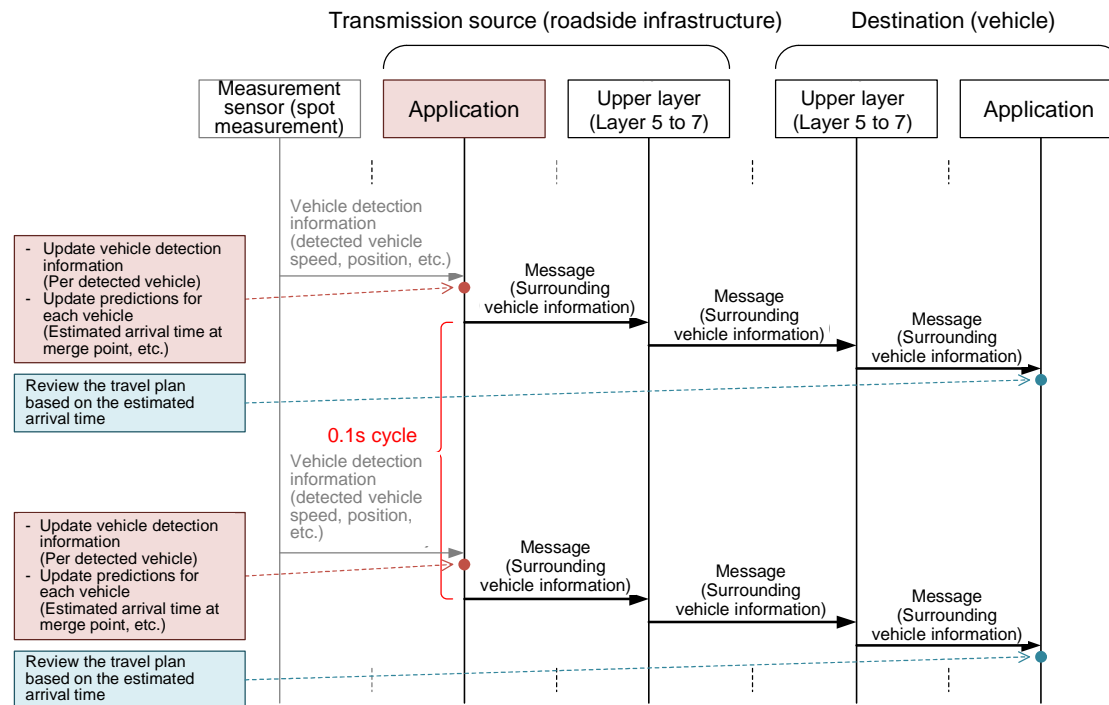 Transmission source (roadside infrastructure)
Destination (vehicle)
Measurement
sensor (spot
measurement)
Application
Upper layer
(Layer 5 to 7)
Upper layer
(Layer 5 to 7)
Application
Vehicle detection
information
(detected vehicle
speed, position, etc.)
- Update vehicle detection
information
(Per detected vehicle)
- Update predictions for
each vehicle
(Estimated arrival time at
merge point, etc.)
Message
(Surrounding
vehicle information)
Message
(Surrounding
vehicle information)
Message
(Surrounding
vehicle information)
Review the travel plan
based on the estimated
arrival time
0.1s cycle
Vehicle detection
information
(detected vehicle
speed, position,
etc.)
- Update vehicle detection
information
(Per detected vehicle)
- Update predictions for
each vehicle
(Estimated arrival time at
merge point, etc.)
Message
(Surrounding
vehicle information)
Message
(Surrounding
vehicle information)
Message
(Surrounding
vehicle information)
Review the travel plan
based on the estimated
arrival time